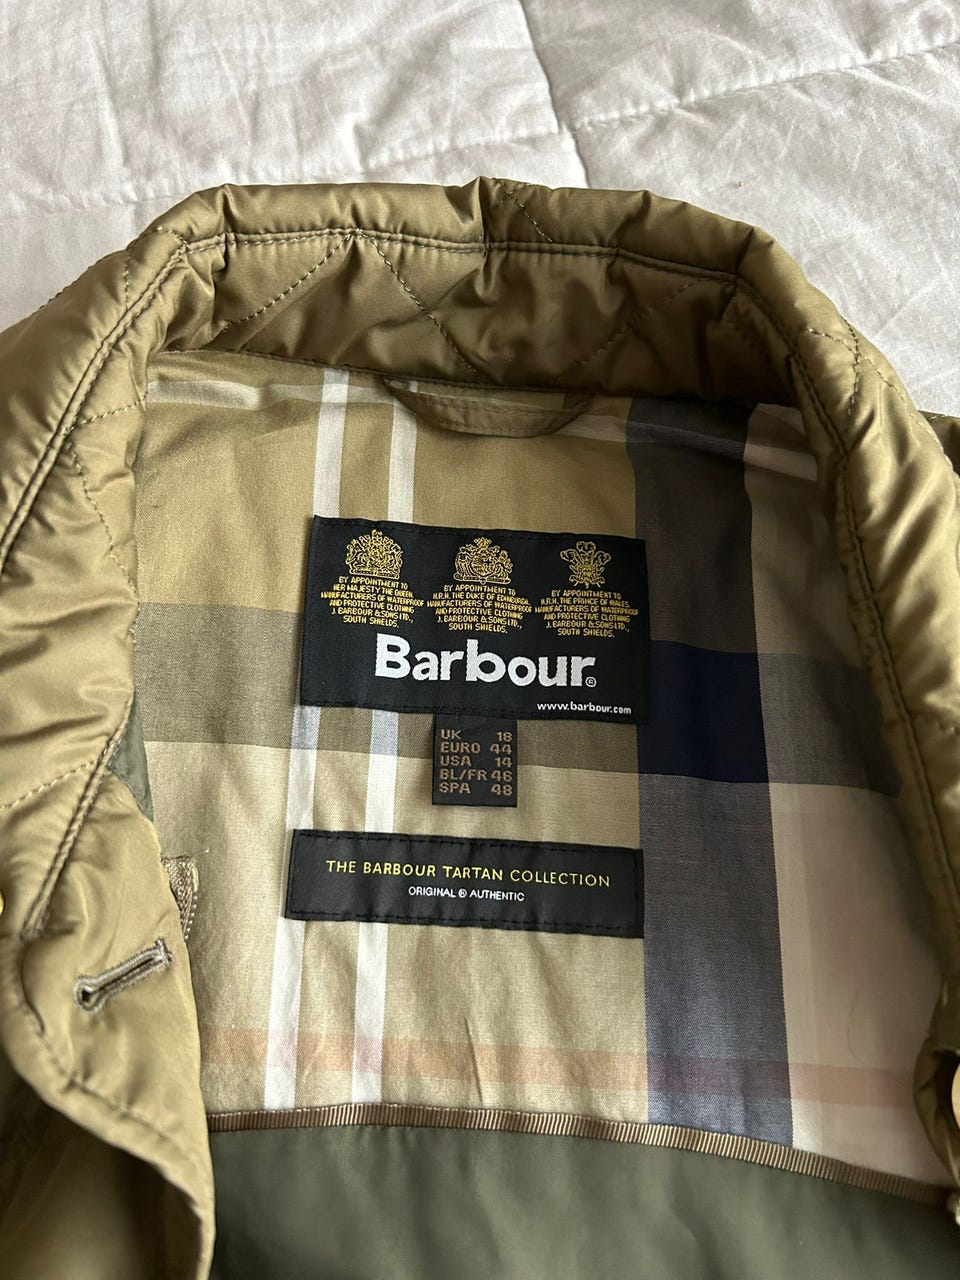 BY APPOINTMENT TO
HER MAJESTY THE QUEEN.
MANUFACTURERS OF WATERPROOF
AND PROTECTIVE CLOTHING
J. BARBOUR & SONS LTD.,
SOUTH SHIELDS.
BY APPOINTMENT TO
H.R.H. THE DUKE OF EDINBURGH.
MANUFACTURERS OF WATERPROOF
AND PROTECTIVE CLOTHING
J. BARBOUR & SONS LTD.,
SOUTH SHIELDS.
BY APPOINTMENT TO
H.R.H. THE PRINCE OF WALES.
MANUFACTURERS OF WATERPROOF
AND PROTECTIVE CLOTHING
J. BARBOUR & SONS LTD.,
SOUTH SHIELDS.
Barbour®
www.barbour.com
UK 18
EURO 44
USA 14
BL/FR 46
SPA 48
THE BARBOUR TARTAN COLLECTION
ORIGINAL ® AUTHENTIC